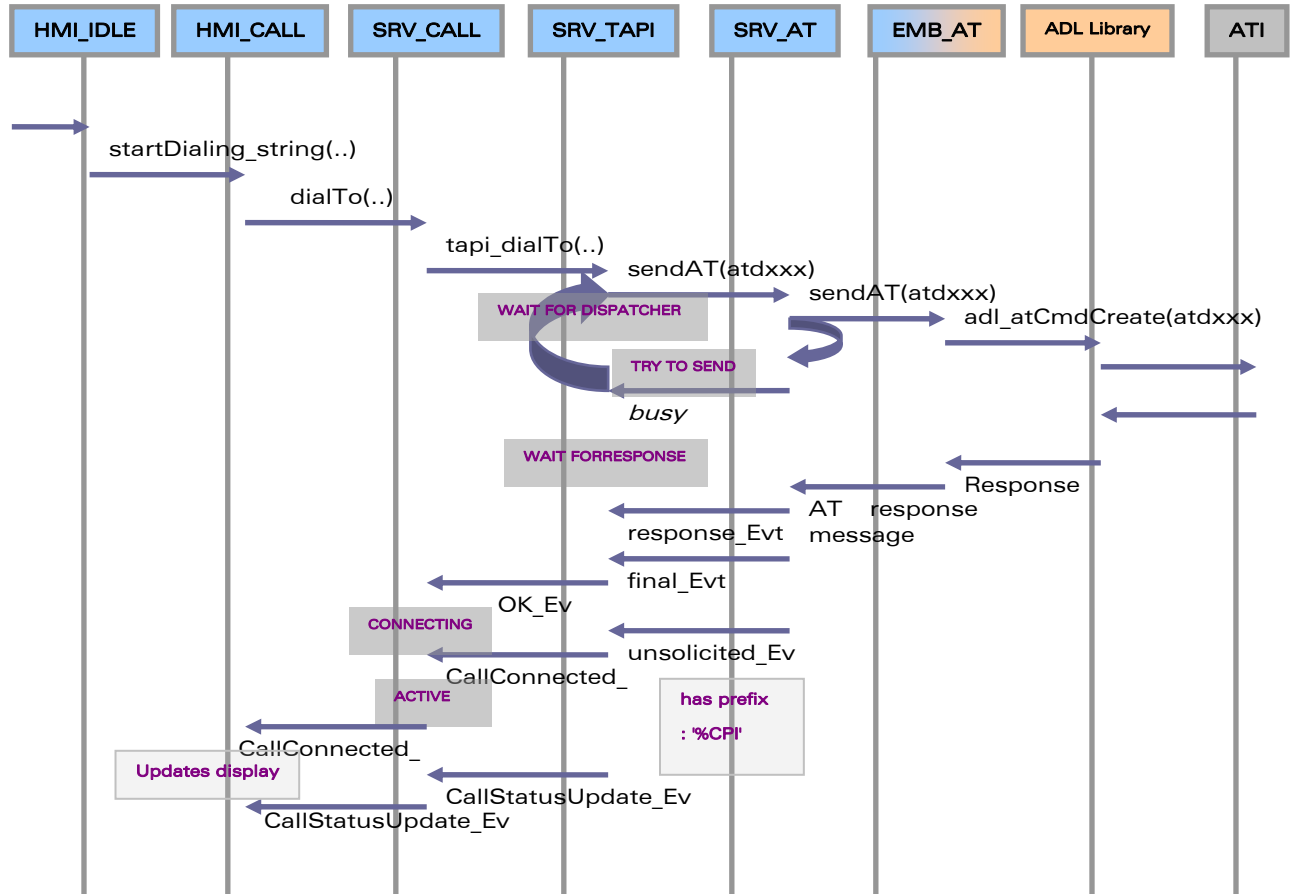 HMI_IDLE
HMI_CALL
SRV_CALL
SRV_TAPI
SRV_AT
EMB_AT
ADL Library
ATI
startDialing_string(..)
dialTo(..)
tapi_dialTo(..)
sendAT(atdxxx)
sendAT(atdxxx)
WAIT FOR DISPATCHER
adl_atCmdCreate(atdxxx)
TRY TO SEND
busy
WAIT FORRESPONSE
Response
AT response
message
response_Evt
final_Evt
OK_Ev
CONNECTING
unsolicited_Ev
CallConnected_
ACTIVE
has prefix
: '%CPI'
CallConnected_
Updates display
CallStatusUpdate_Ev
CallStatusUpdate_Ev